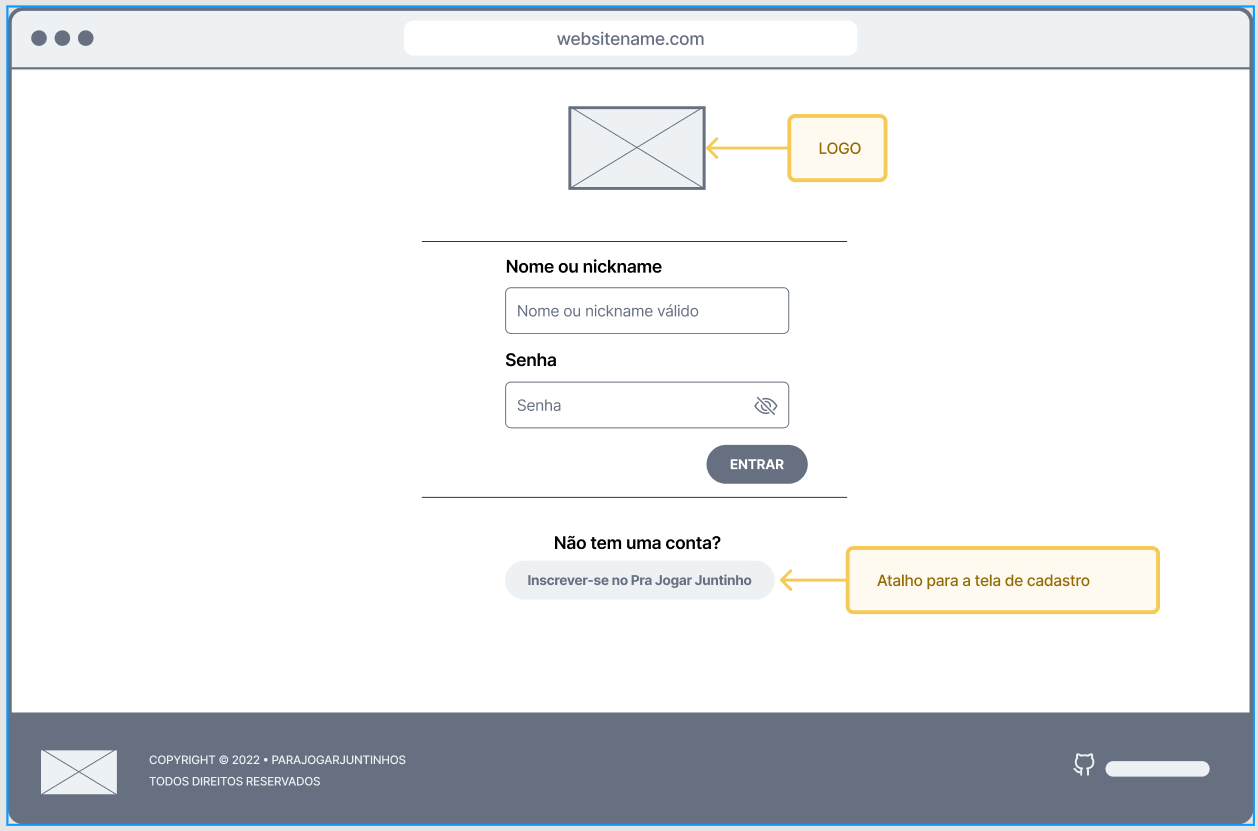 websitename.com
LOGO
Nome ou nickname
Nome ou nickname válido
Senha
Senha
ENTRAR
Não tem uma conta?
Inscrever-se no Pra Jogar Juntinho
Atalho para a tela de cadastro
COPYRIGHT © 2022 • PARAJOGARJUNTINHOS
TODOS DIREITOS RESERVADOS